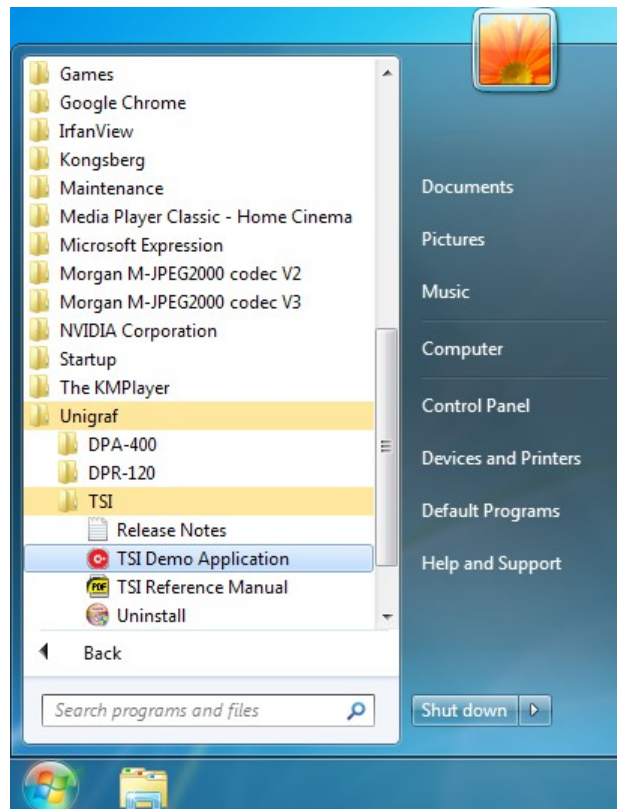 Games
Google Chrome
IrfanView
Kongsberg
Maintenance
Media Player Classic - Home Cinema
Microsoft Expression
Morgan M-JPEG2000 codec V2
Morgan M-JPEG2000 codec V3
NVIDIA Corporation
Startup
The KMPlayer
Unigraf
DPA-400
DPR-120
TSI
Release Notes
TSI Demo Application
PDF TSI Reference Manual
Uninstall
Back
Search programs and files
Documents
Pictures
Music
Computer
Control Panel
Devices and Printers
Default Programs
Help and Support
Shut down